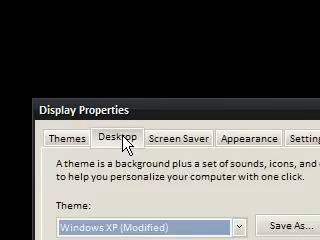 Display Properties
Themes Desktop Screen Saver Appearance
A theme is a background plus a set of sounds, icons, and
to help you personalize your computer with one click.
Theme:
Windows XP (Modified) Save As...